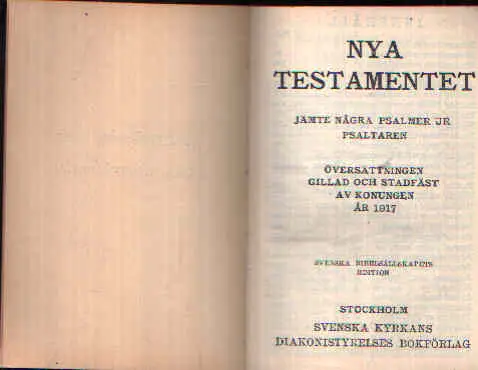 NYA
TESTAMENTET
JÄMTE NÅGRA PSALMER UR
PSALTAREN
ÖVERSÄTTNINGEN
GILLAD OCH STADFÄST
AV KONUNGEN
ÅR 1917
SVENSKA BIBELSÄLLSKAPETS
EDITION
STOCKHOLM
SVENSKA KYRKANS
DIAKONISTYRELSES BOKFÖRLAG